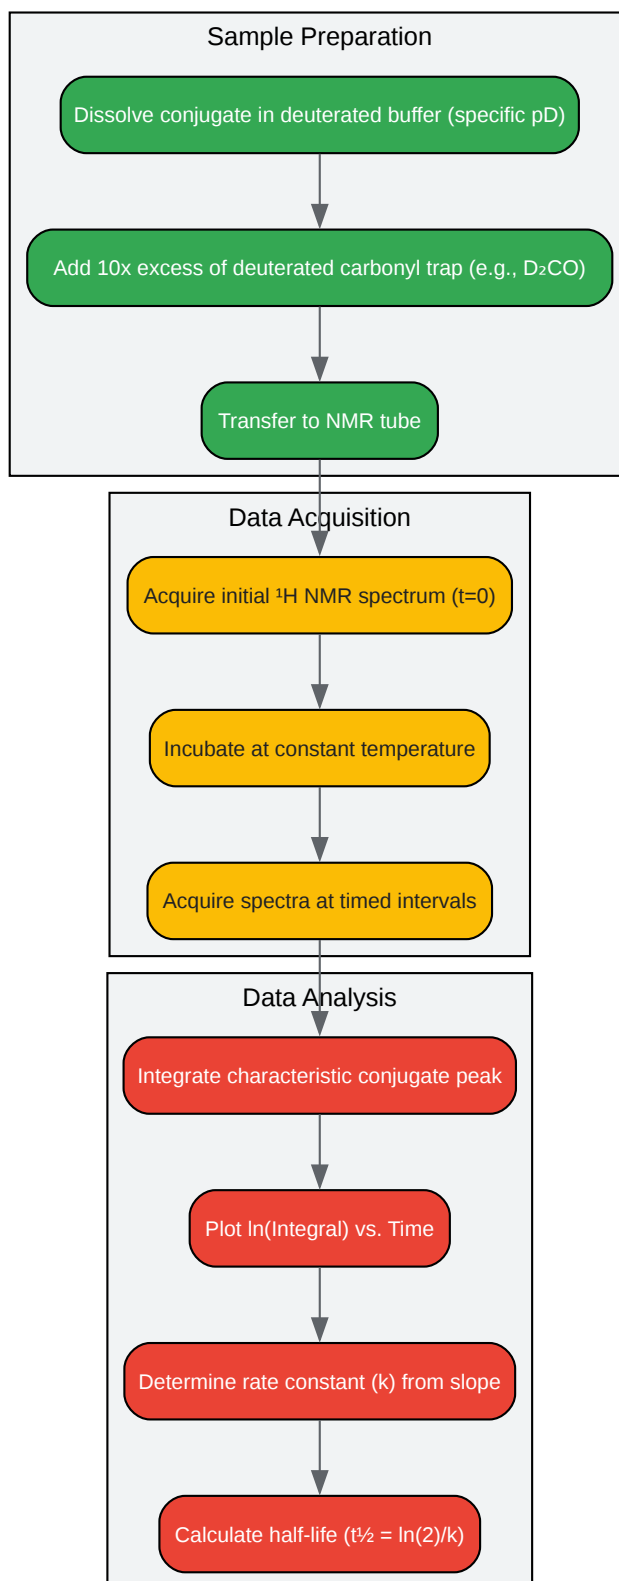 Sample Preparation
Dissolve conjugate in deuterated buffer (specific pD)
Add 10x excess of deuterated carbonyl trap (e.g., D₂CO)
Transfer to NMR tube
Data Acquisition
Acquire initial ¹H NMR spectrum (t=0)
Incubate at constant temperature
Acquire spectra at timed intervals
Data Analysis
Integrate characteristic conjugate peak
Plot ln(Integral) vs. Time
Determine rate constant (k) from slope
Calculate half-life (t½ = ln(2)/k)